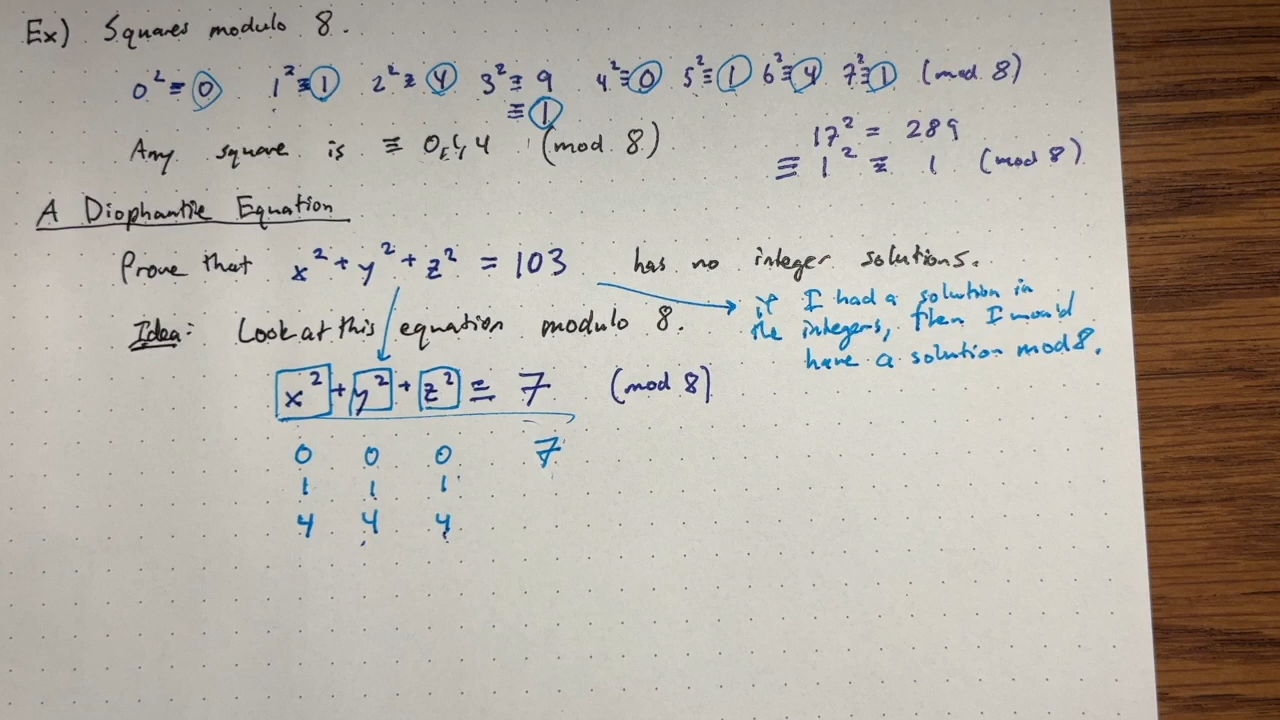 Ex) Squares modulo 8.
0² ≡ 0 1² ≡ 1 2² ≡ 4 3² ≡ 9 4² ≡ 0 5² ≡ 1 6² ≡ 4 7² ≡ 1 (mod 8)
≡ 1
17² = 289
Any square is ≡ 0, 1, 4 (mod 8)
≡ 1² ≡ 1 (mod 8)
A Diophantine Equation
Prove that x² + y² + z² = 103 has no integer solutions.
if I had a solution in
the integers, then I would
have a solution mod 8.
Idea: Look at this equation modulo 8.
x² + y² + z² ≡ 7 (mod 8)
0 0 0 7
1 1 1
4 4 4